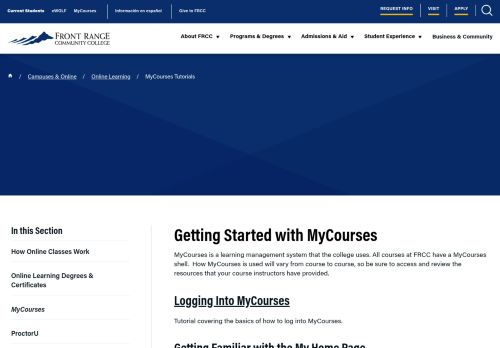 Current Students eWOLF MyCourses Información en español Give to FRCC REQUEST INFO VISIT APPLY
FRONT RANGE
COMMUNITY COLLEGE
About FRCC Programs & Degrees Admissions & Aid Student Experience Business & Community
/ Campuses & Online / Online Learning / MyCourses Tutorials
In this Section
How Online Classes Work
Online Learning Degrees &
Certificates
MyCourses
ProctorU
Getting Started with MyCourses
MyCourses is a learning management system that the college uses. All courses at FRCC have a MyCourses
shell. How MyCourses is used will vary from course to course, so be sure to access and review the
resources that your course instructors have provided.
Logging Into MyCourses
Tutorial covering the basics of how to log into MyCourses.
Getting Familiar with the My Home Page